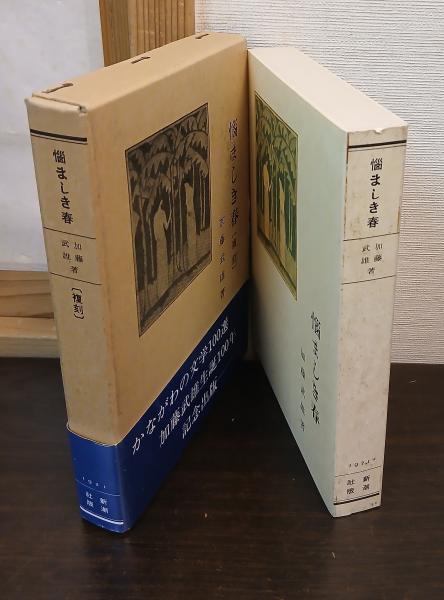 悩ましき春
加藤
武雄 著
〔複刻〕
1921
新潮
社版
悩ましき春〔複刻〕
加藤武雄著
かながわの文学100選
加藤武雄生誕100年
記念出版
悩ましき春
加藤武雄著
悩ましき春
加藤
武雄 著
新潮
社版